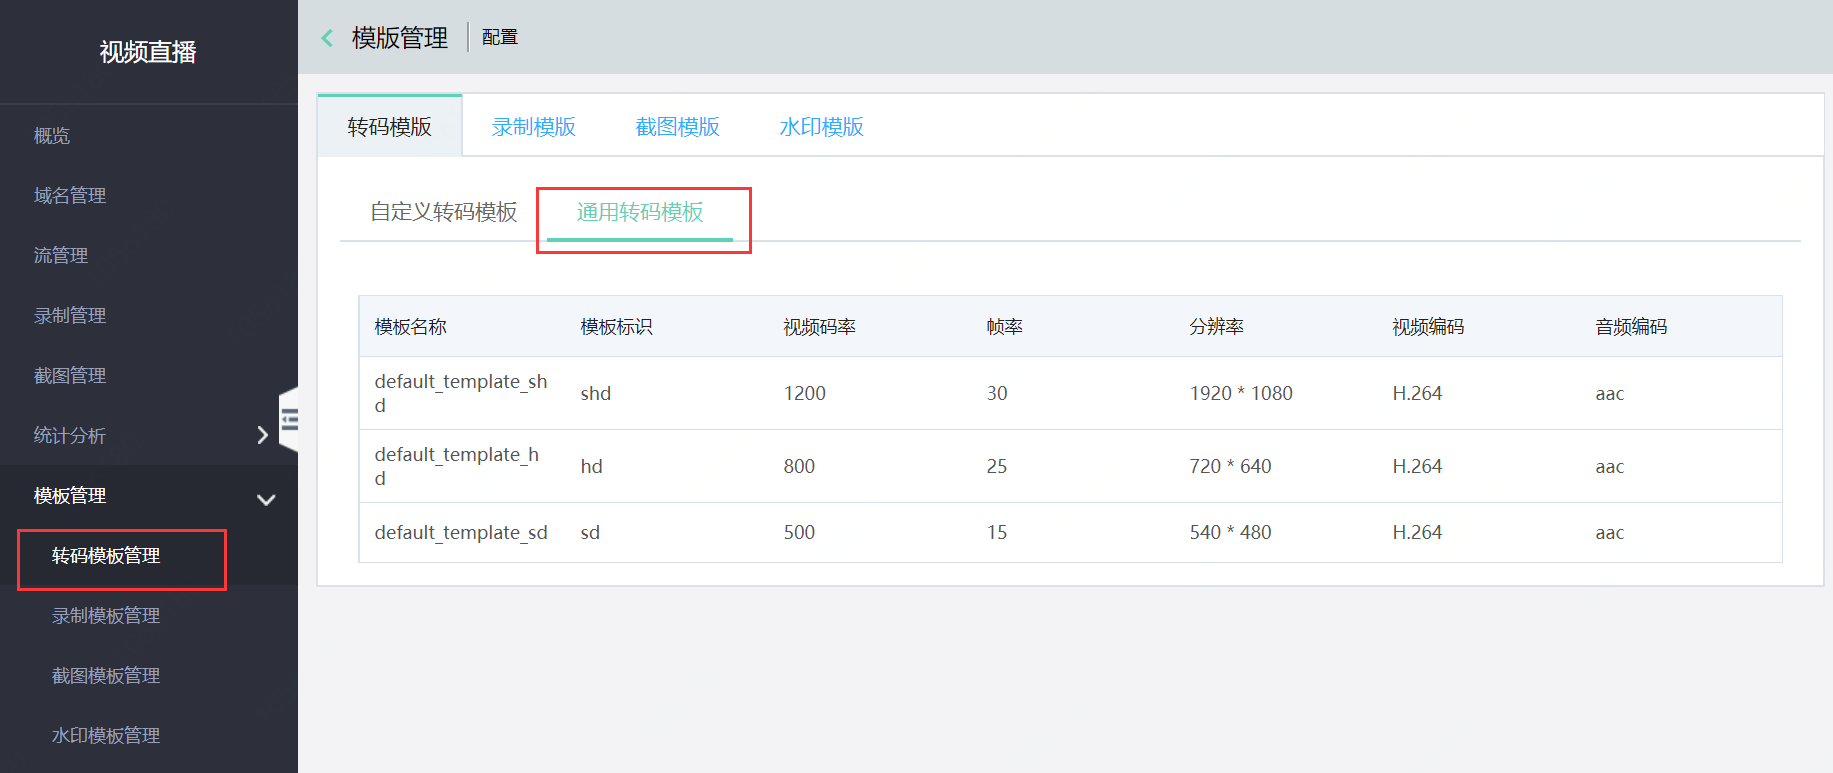 视频直播
概览
域名管理
流管理
录制管理
截图管理
统计分析
模板管理
转码模板管理
录制模板管理
截图模板管理
水印模板管理
模版管理 配置
转码模版 录制模版 截图模版 水印模版
自定义转码模板 通用转码模板
模板名称 模板标识 视频码率 帧率 分辨率 视频编码 音频编码
default_template_sh
d shd 1200 30 1920 * 1080 H.264 aac
default_template_h
d hd 800 25 720 * 640 H.264 aac
default_template_sd sd 500 15 540 * 480 H.264 aac